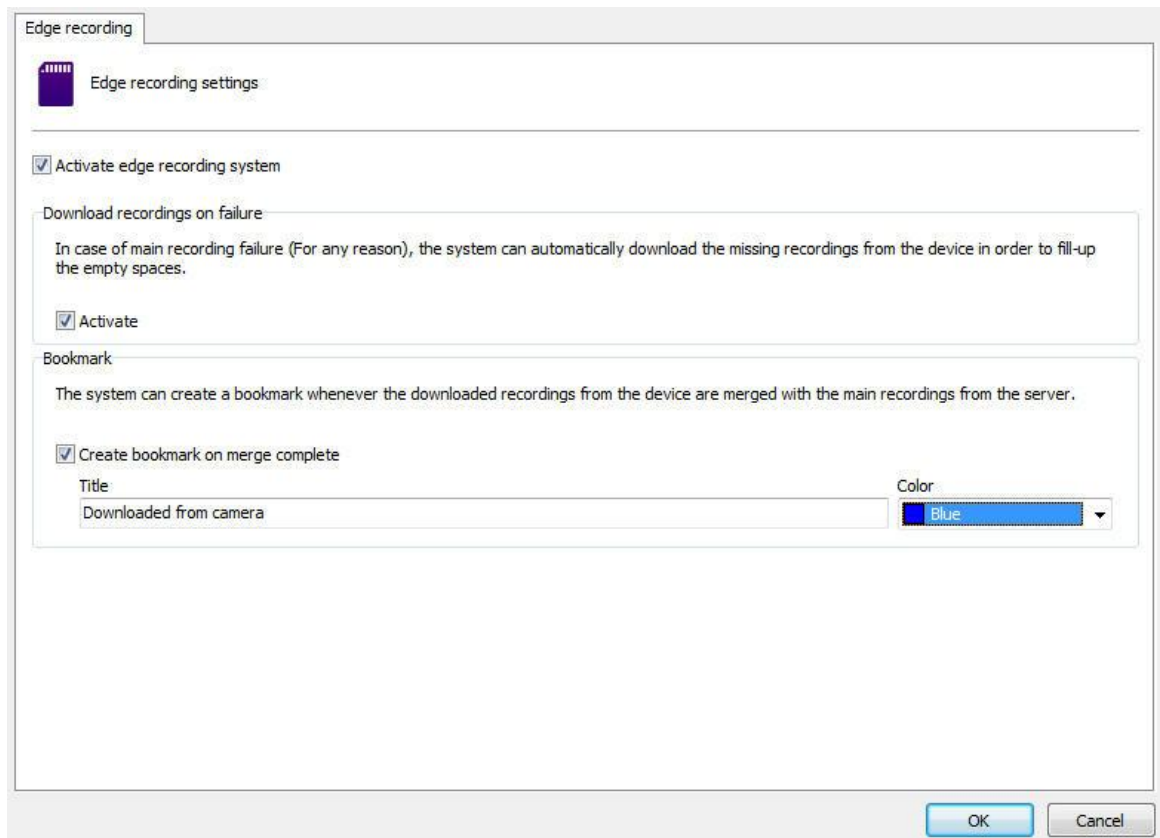 Edge recording
Edge recording settings
Activate edge recording system
Download recordings on failure
In case of main recording failure (For any reason), the system can automatically download the missing recordings from the device in order to fill-up
the empty spaces.
Activate
Bookmark
The system can create a bookmark whenever the downloaded recordings from the device are merged with the main recordings from the server.
Create bookmark on merge complete
Title Color
Downloaded from camera Blue
OK Cancel